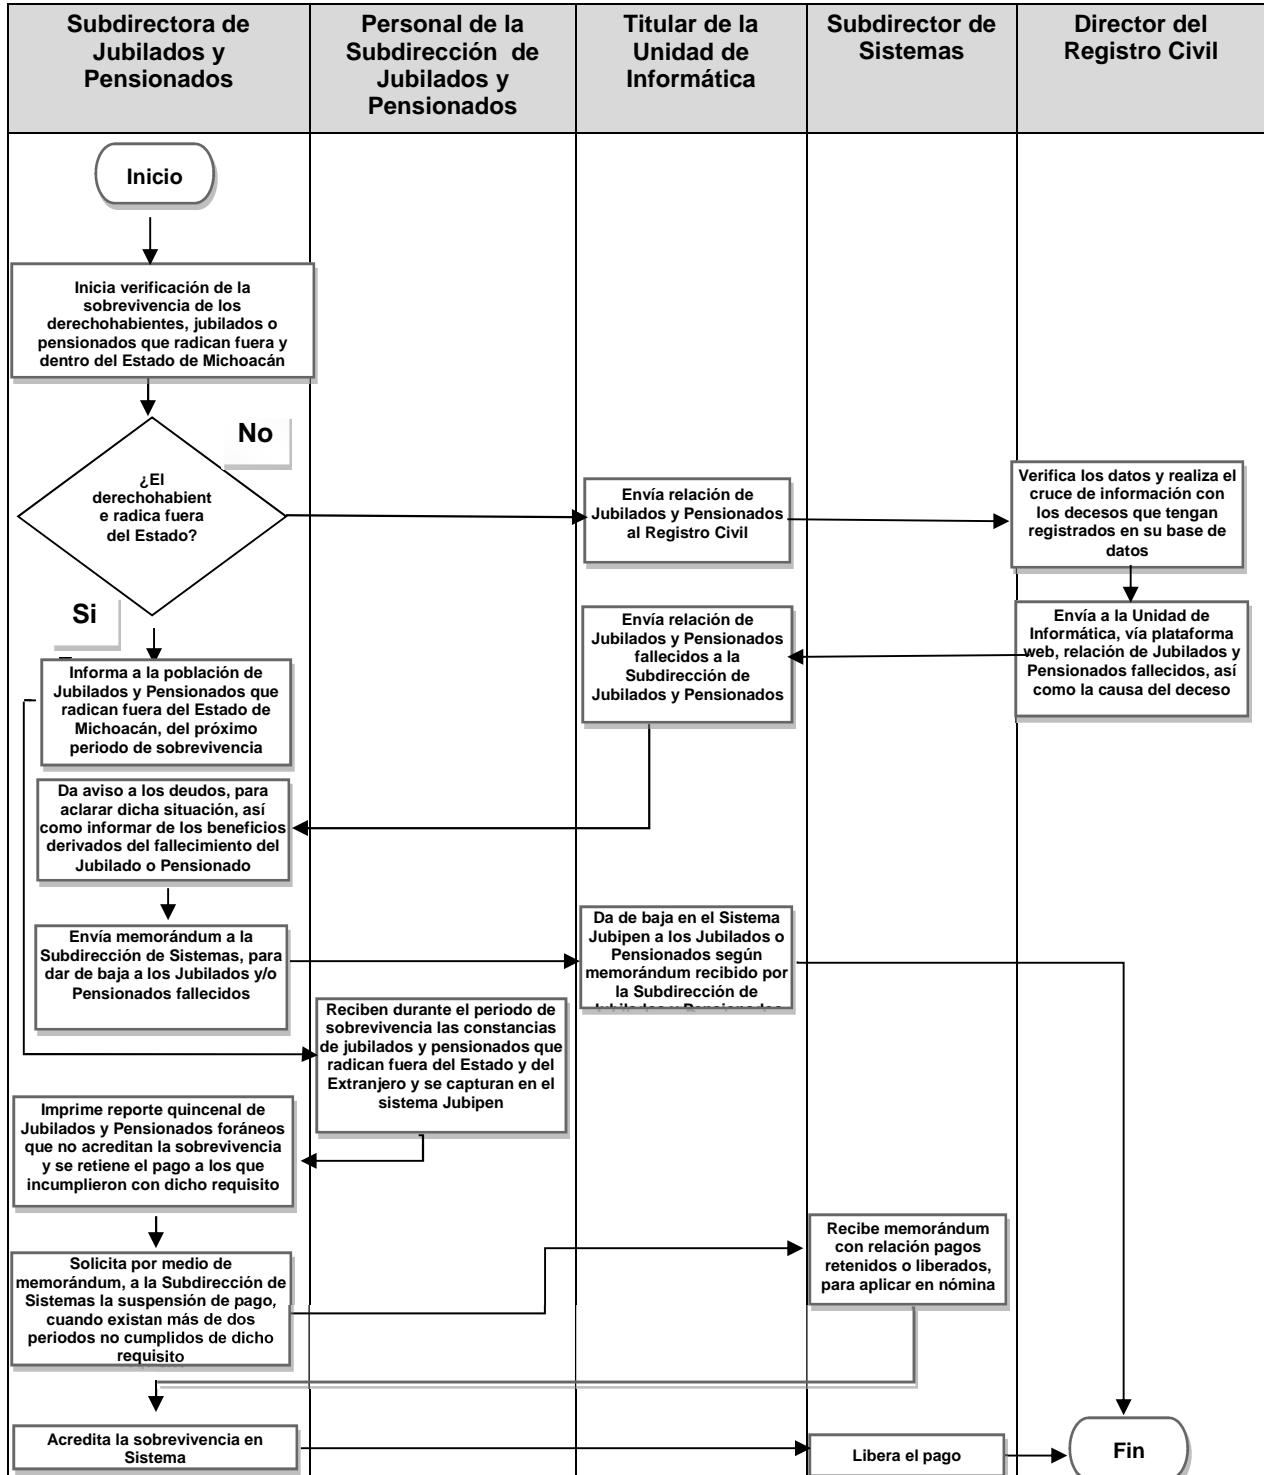 Subdirectora de
Jubilados y
Pensionados
Personal de la
Subdirección de
Jubilados y
Pensionados
Titular de la
Unidad de
Informática
Subdirector de
Sistemas
Director del
Registro Civil
Inicio
Inicia verificación de la
sobrevivencia de los
derechohabientes, jubilados o
pensionados que radican fuera y
dentro del Estado de Michoacán
No
¿El
derechohabient
e radica fuera
del Estado?
Envía relación de
Jubilados y Pensionados
al Registro Civil
Verifica los datos y realiza el
cruce de información con
los decesos que tengan
registrados en su base de
datos
Si
Envía relación de
Jubilados y Pensionados
fallecidos a la
Subdirección de
Jubilados y Pensionados
Envía a la Unidad de
Informática, vía plataforma
web, relación de Jubilados y
Pensionados fallecidos, así
como la causa del deceso
Informa a la población de
Jubilados y Pensionados que
radican fuera del Estado de
Michoacán, del próximo
periodo de sobrevivencia
Da aviso a los deudos, para
aclarar dicha situación, así
como informar de los beneficios
derivados del fallecimiento del
Jubilado o Pensionado
Envía memorándum a la
Subdirección de Sistemas, para
dar de baja a los Jubilados y/o
Pensionados fallecidos
Da de baja en el Sistema
Jubipen a los Jubilados o
Pensionados según
memorándum recibido por
la Subdirección de
Jubilados y Pensionados
Reciben durante el periodo de
sobrevivencia las constancias
de jubilados y pensionados que
radican fuera del Estado y del
Extranjero y se capturan en el
sistema Jubipen
Imprime reporte quincenal de
Jubilados y Pensionados foráneos
que no acreditan la sobrevivencia
y se retiene el pago a los que
incumplieron con dicho requisito
Recibe memorándum
con relación pagos
retenidos o liberados,
para aplicar en nómina
Solicita por medio de
memorándum, a la Subdirección de
Sistemas la suspensión de pago,
cuando existan más de dos
periodos no cumplidos de dicho
requisito
Acredita la sobrevivencia en
Sistema
Libera el pago
Fin